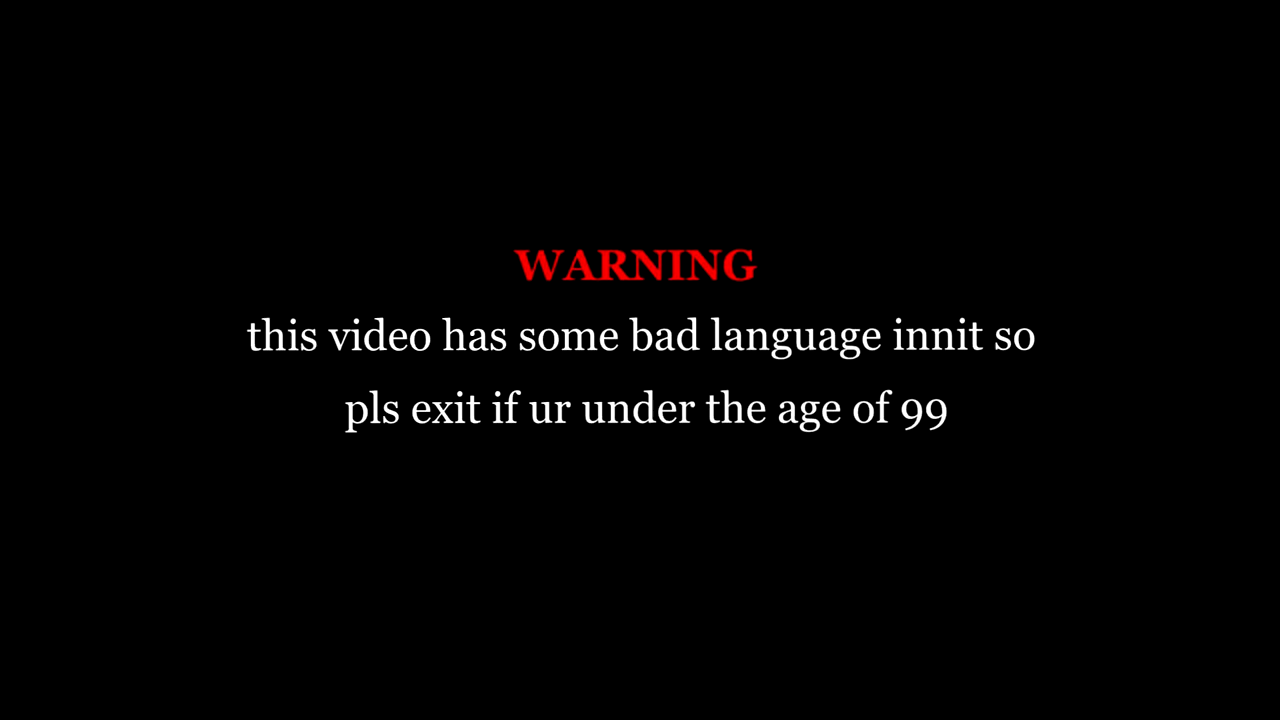 WARNING
this video has some bad language innit so
pls exit if ur under the age of 99